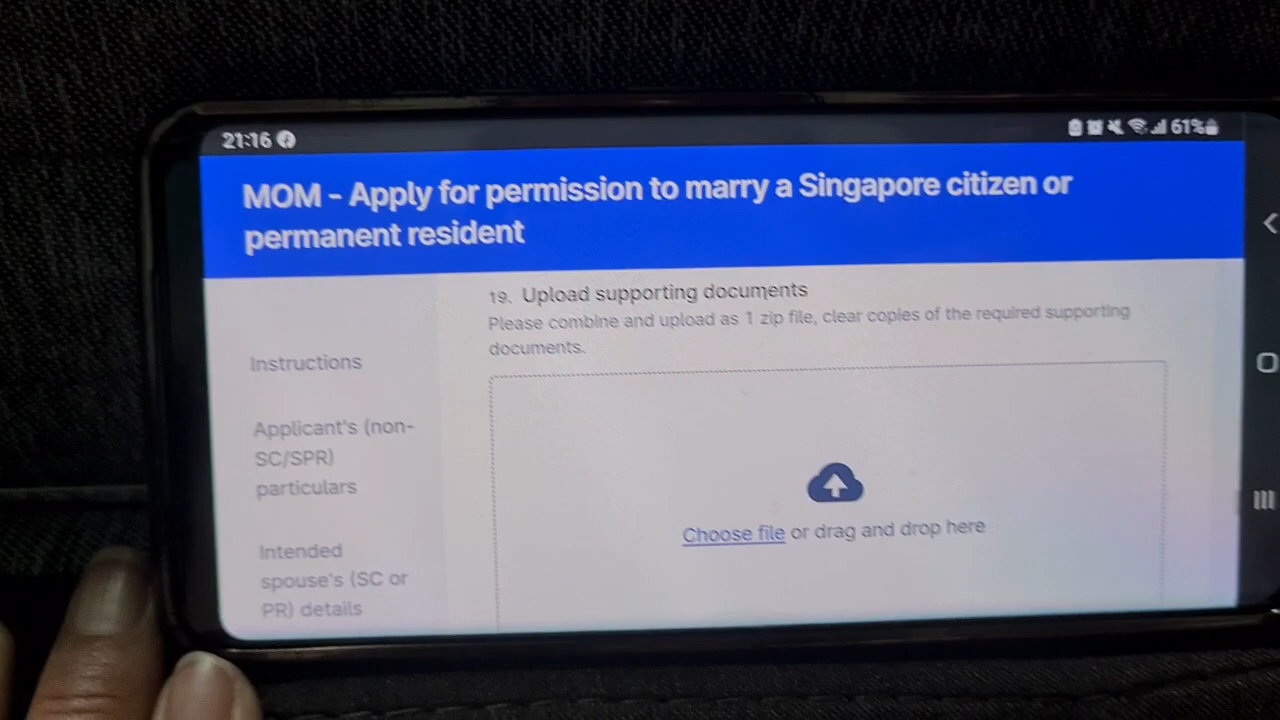 21:16
61%
MOM - Apply for permission to marry a Singapore citizen or
permanent resident
19. Upload supporting documents
Please combine and upload as 1 zip file, clear copies of the required supporting
documents.
Instructions
Applicant's (non-
SC/SPR)
particulars
Intended
spouse's (SC or
PR) details
Choose file or drag and drop here